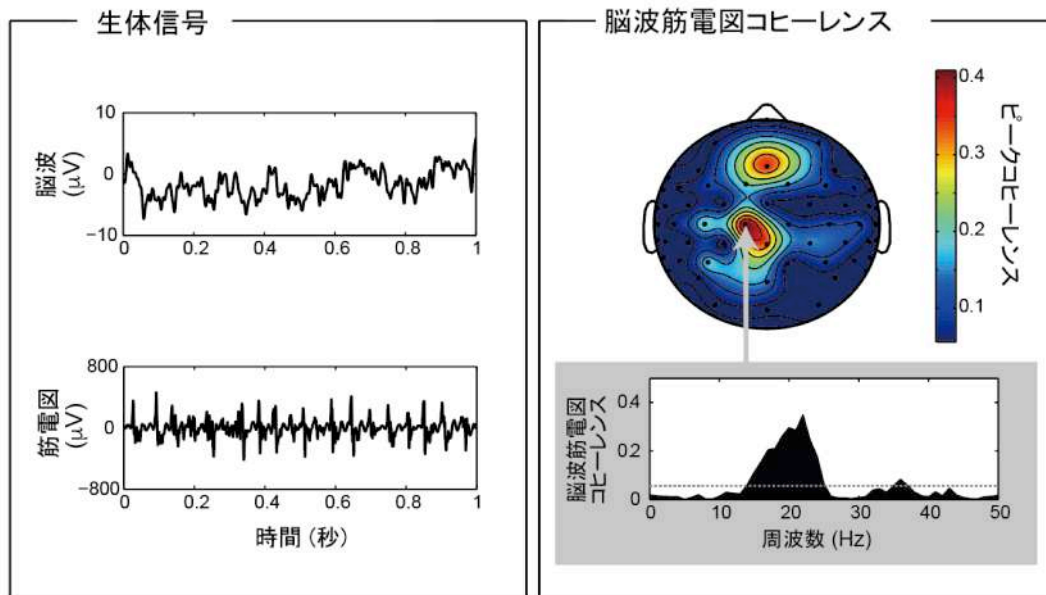 生体信号
脳波
(μV)
10
0
−10
0 0.2 0.4 0.6 0.8 1
筋電図
(μV)
800
0
−800
0 0.2 0.4 0.6 0.8 1
時間 (秒)
脳波筋電図コヒーレンス
0.4
0.3
0.2
0.1
ピークコヒーレンス
脳波筋電図
コヒーレンス
0.4
0.2
0
0 10 20 30 40 50
周波数 (Hz)